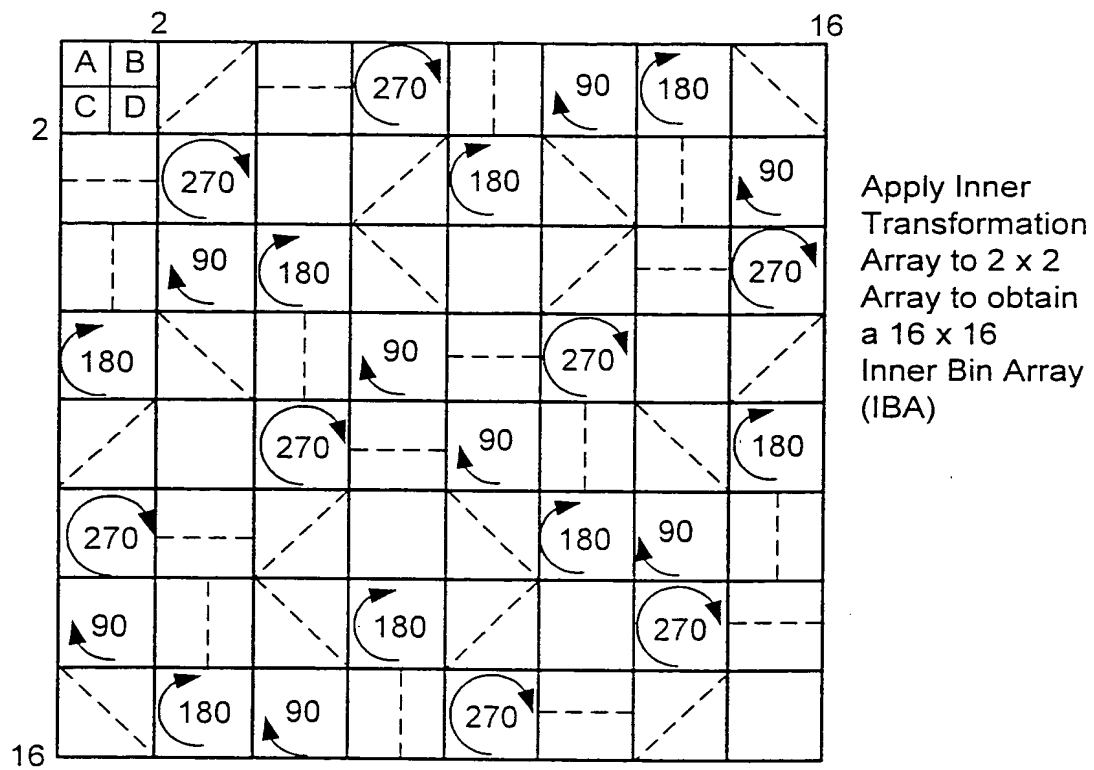 2 16
A B 270 90 180
C D
2
270 180 90
90 180 270
180 90 270
270 90 180
270 180 90
90 180 270
180 90 270
16
Apply Inner
Transformation
Array to 2 x 2
Array to obtain
a 16 x 16
Inner Bin Array
(IBA)